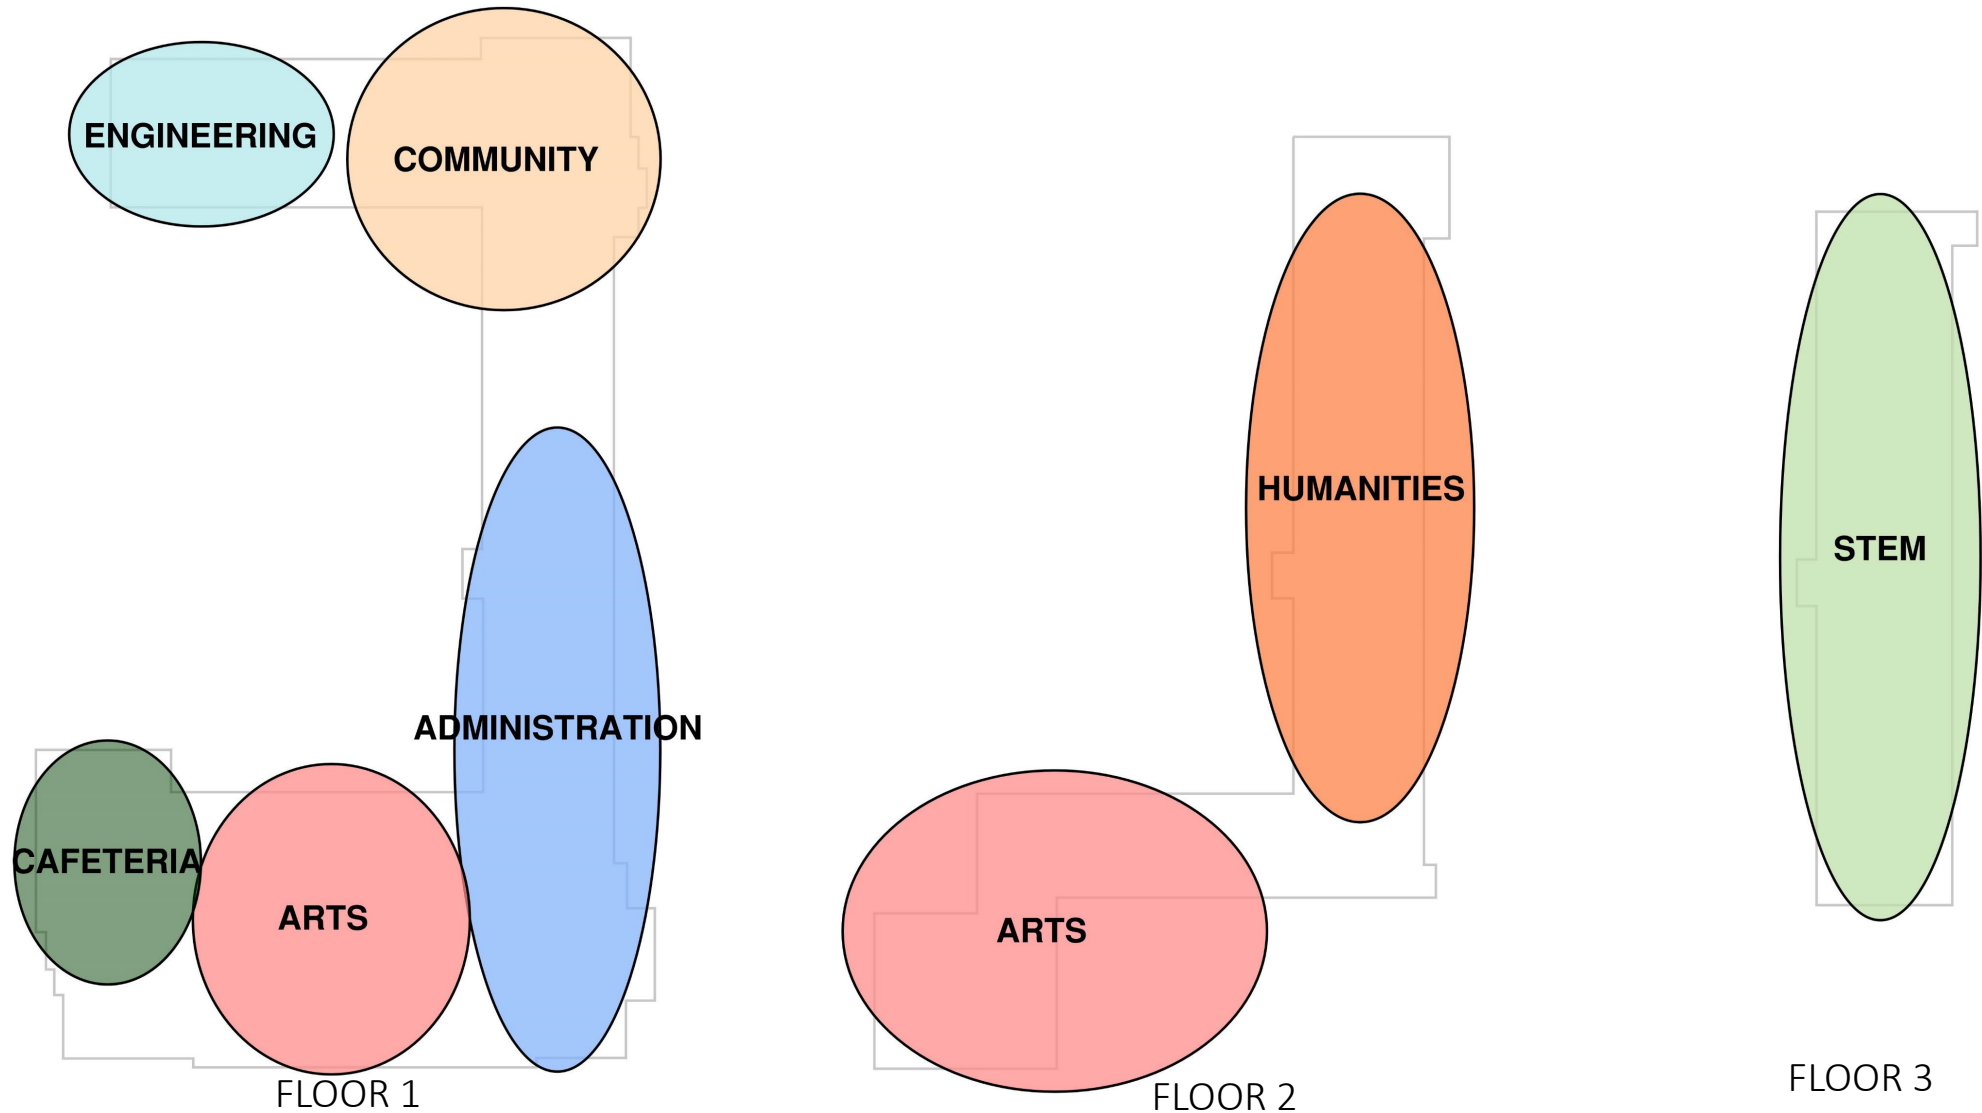 ENGINEERING
COMMUNITY
ADMINISTRATION
CAFETERIA
ARTS
FLOOR 1
HUMANITIES
ARTS
FLOOR 2
STEM
FLOOR 3